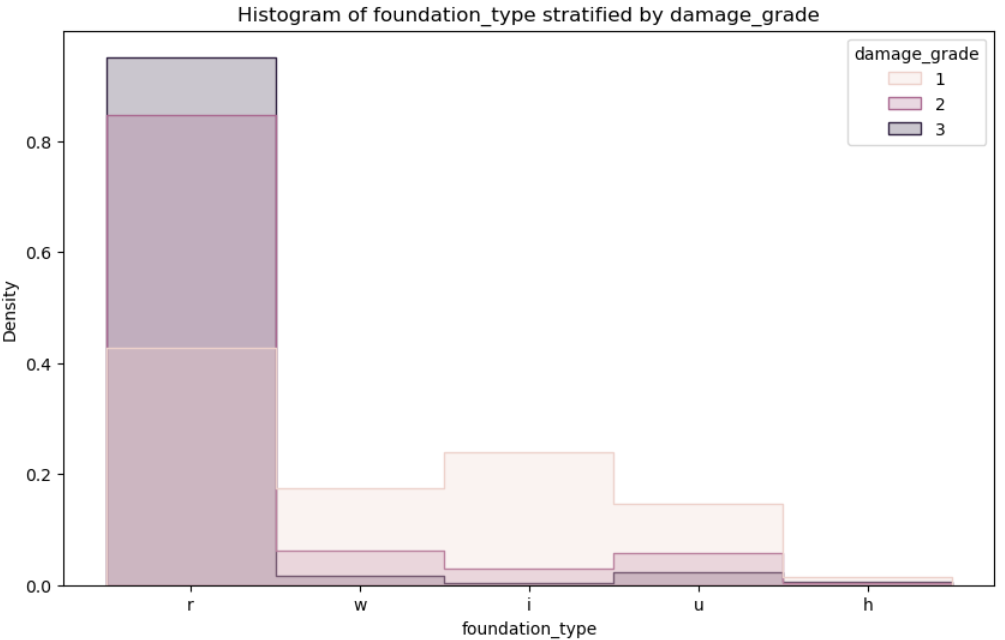 Histogram of foundation_type stratified by damage_grade
damage_grade
1
2
3
0.8
0.6
0.4
0.2
0.0
Density
r w i u h
foundation_type